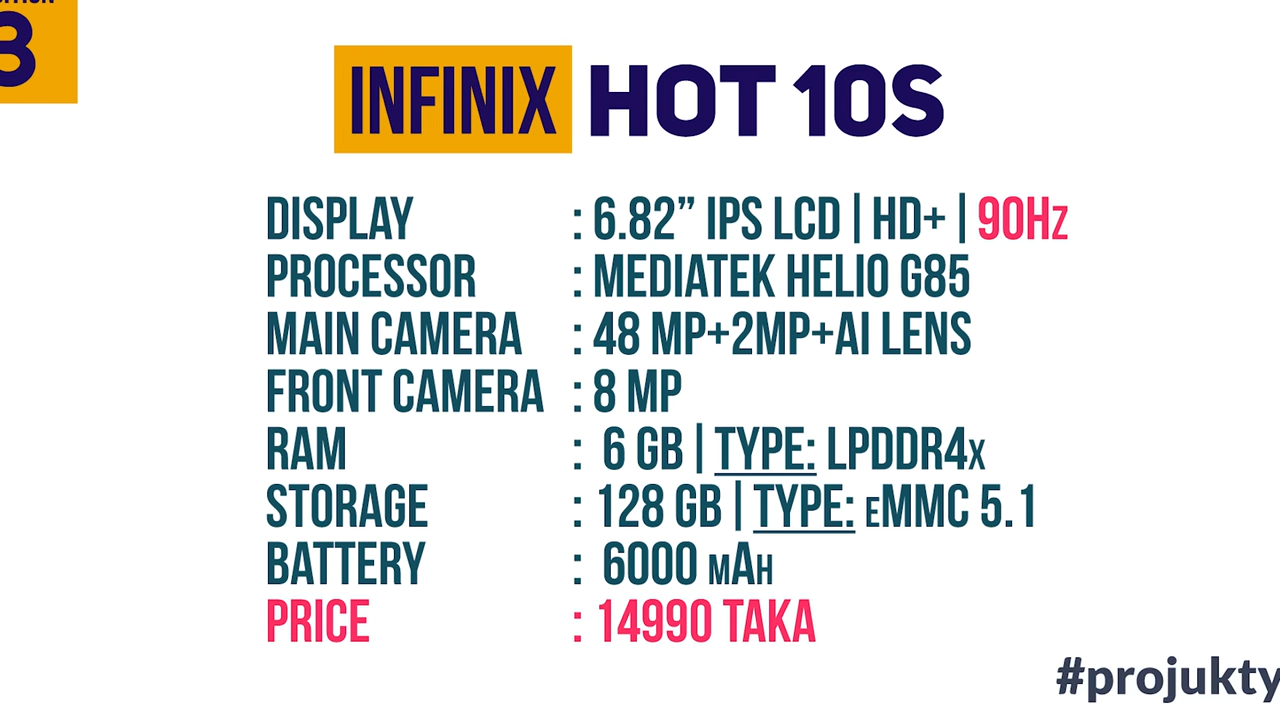 3
INFINIX HOT 10S
DISPLAY : 6.82” IPS LCD | HD+ | 90Hz
PROCESSOR : MEDIATEK HELIO G85
MAIN CAMERA : 48 MP+2MP+AI LENS
FRONT CAMERA : 8 MP
RAM : 6 GB | TYPE: LPDDR4x
STORAGE : 128 GB | TYPE: eMMC 5.1
BATTERY : 6000 mAh
PRICE : 14990 TAKA
#projukty